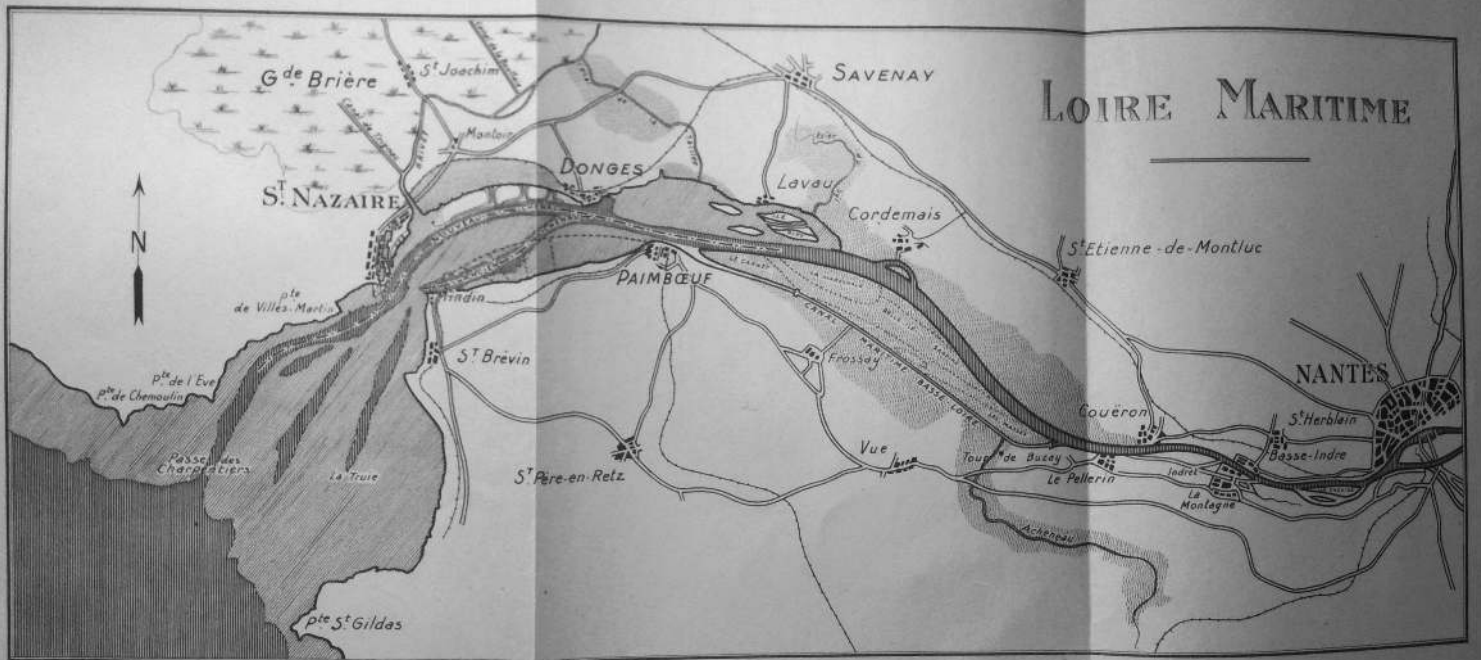 LOIRE MARITIME
G.de Brière
St Joachim
SAVENAY
Montoir
DONGES
ST NAZAIRE
Lavau
Cordemais
St Etienne-de-Montluc
N
PAIMBŒUF
Mindin
Pte
de Villès-Martin
St Brévin
Frossay
CANAL MARITIME BASSE LOIRE
NANTES
Pte de l'Eve
Pte de Chemoulin
Couëron
St Herblain
Basse-Indre
Passe des
Charpentiers
La Truie
St Père-en-Retz
Vue
Tour de Buzay
Le Pellerin
Indret
La
Montagne
Acheneau
Pte St Gildas